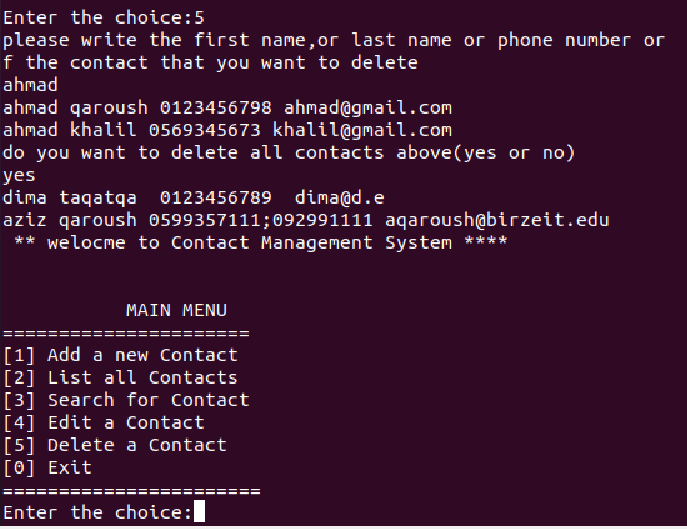 Enter the choice:5
please write the first name,or last name or phone number or
f the contact that you want to delete
ahmad
ahmad qaroush 0123456798 ahmad@gmail.com
ahmad khalil 0569345673 khalil@gmail.com
do you want to delete all contacts above(yes or no)
yes
dima taqatqa  0123456789  dima@d.e
aziz qaroush 0599357111;092991111 aqaroush@birzeit.edu
 ** welocme to Contact Management System ****
MAIN MENU
======================
[1] Add a new Contact
[2] List all Contacts
[3] Search for Contact
[4] Edit a Contact
[5] Delete a Contact
[0] Exit
=======================
Enter the choice: